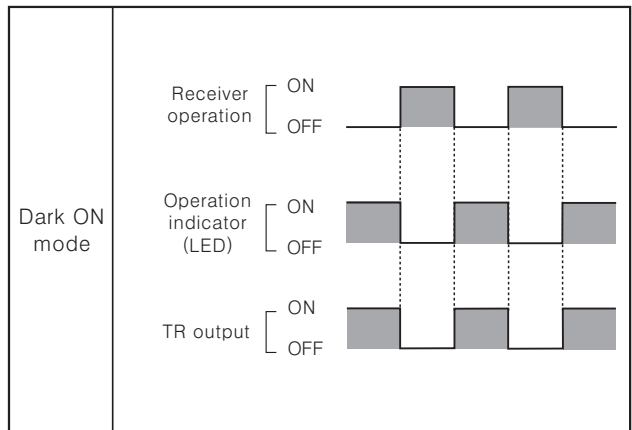 Dark ON
mode
Receiver
operation
ON
OFF
Operation
indicator
(LED)
ON
OFF
TR output
ON
OFF